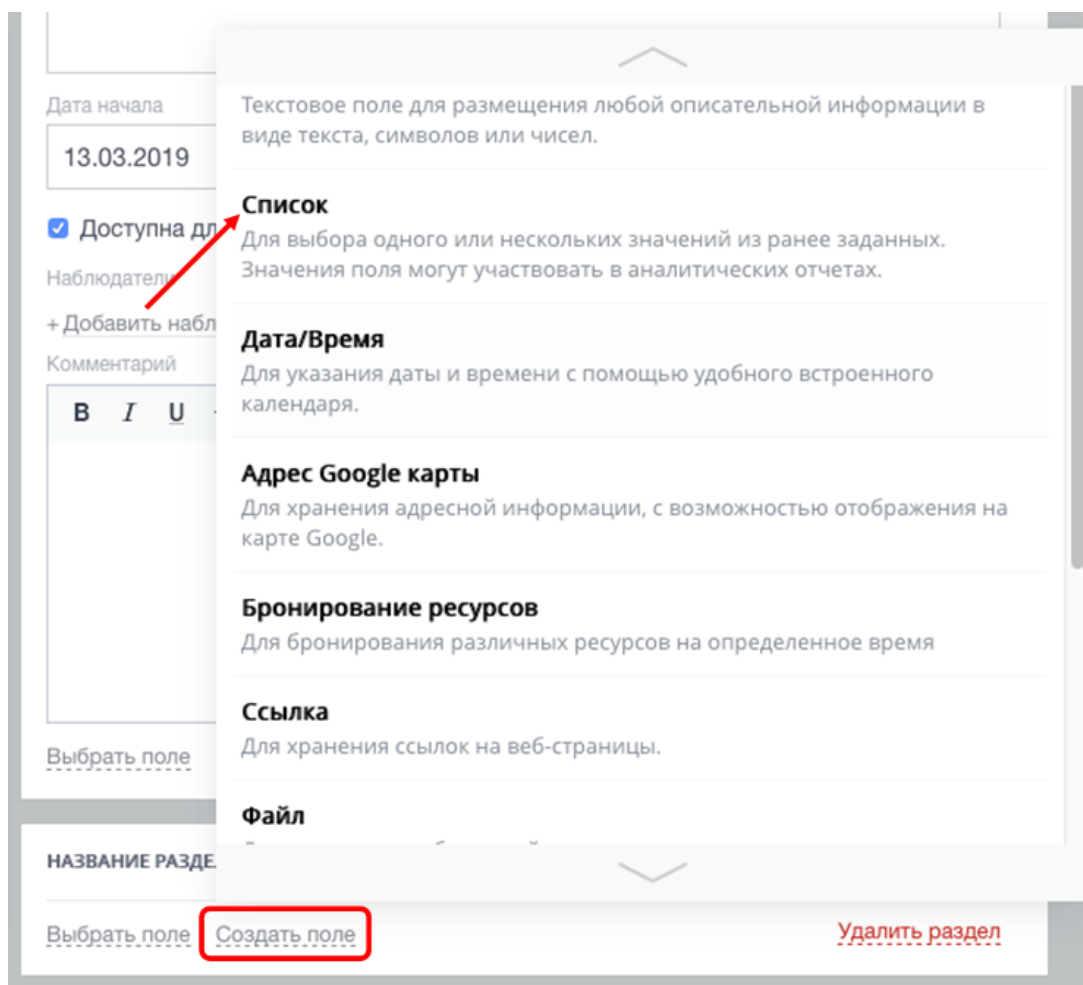 Дата начала
13.03.2019
Доступна дл
Наблюдатели
+ Добавить набл
Комментарий
B I U
Выбрать поле
Текстовое поле для размещения любой описательной информации в
виде текста, символов или чисел.
Список
Для выбора одного или нескольких значений из ранее заданных.
Значения поля могут участвовать в аналитических отчетах.
Дата/Время
Для указания даты и времени с помощью удобного встроенного
календаря.
Адрес Google карты
Для хранения адресной информации, с возможностью отображения на
карте Google.
Бронирование ресурсов
Для бронирования различных ресурсов на определенное время
Ссылка
Для хранения ссылок на веб-страницы.
Файл
НАЗВАНИЕ РАЗДЕ
Выбрать поле Создать поле Удалить раздел